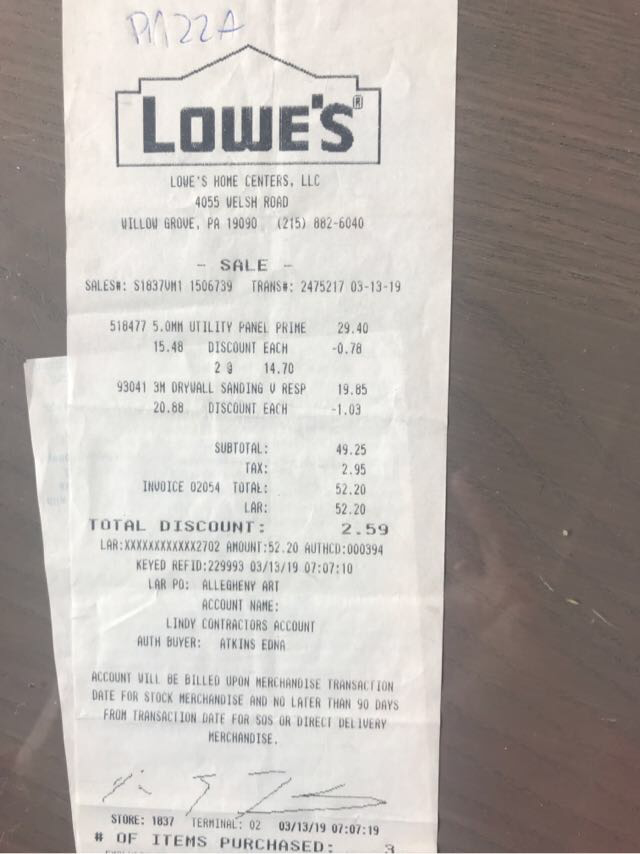 PIZZA
LOWE'S®
LOWE'S HOME CENTERS, LLC
4055 WELSH ROAD
WILLOW GROVE, PA 19090 (215) 882-6040
- SALE -
SALES#: S1837VM1 1506739 TRANS#: 2475217 03-13-19
518477 5.0MM UTILITY PANEL PRIME 29.40
15.48 DISCOUNT EACH -0.78
2 @ 14.70
93041 3M DRYWALL SANDING V RESP 19.85
20.88 DISCOUNT EACH -1.03
SUBTOTAL: 49.25
TAX: 2.95
INVOICE 02054 TOTAL: 52.20
LAR: 52.20
TOTAL DISCOUNT: 2.59
LAR:XXXXXXXXXXXX2702 AMOUNT:52.20 AUTHCD:000394
KEYED REFID:229993 03/13/19 07:07:10
LAR PO: ALLEGHENY ART
ACCOUNT NAME:
LINDY CONTRACTORS ACCOUNT
AUTH BUYER: ATKINS EDNA
ACCOUNT WILL BE BILLED UPON MERCHANDISE TRANSACTION
DATE FOR STOCK MERCHANDISE AND NO LATER THAN 90 DAYS
FROM TRANSACTION DATE FOR SOS OR DIRECT DELIVERY
MERCHANDISE.
STORE: 1837 TERMINAL: 02 03/13/19 07:07:19
# OF ITEMS PURCHASED: 3